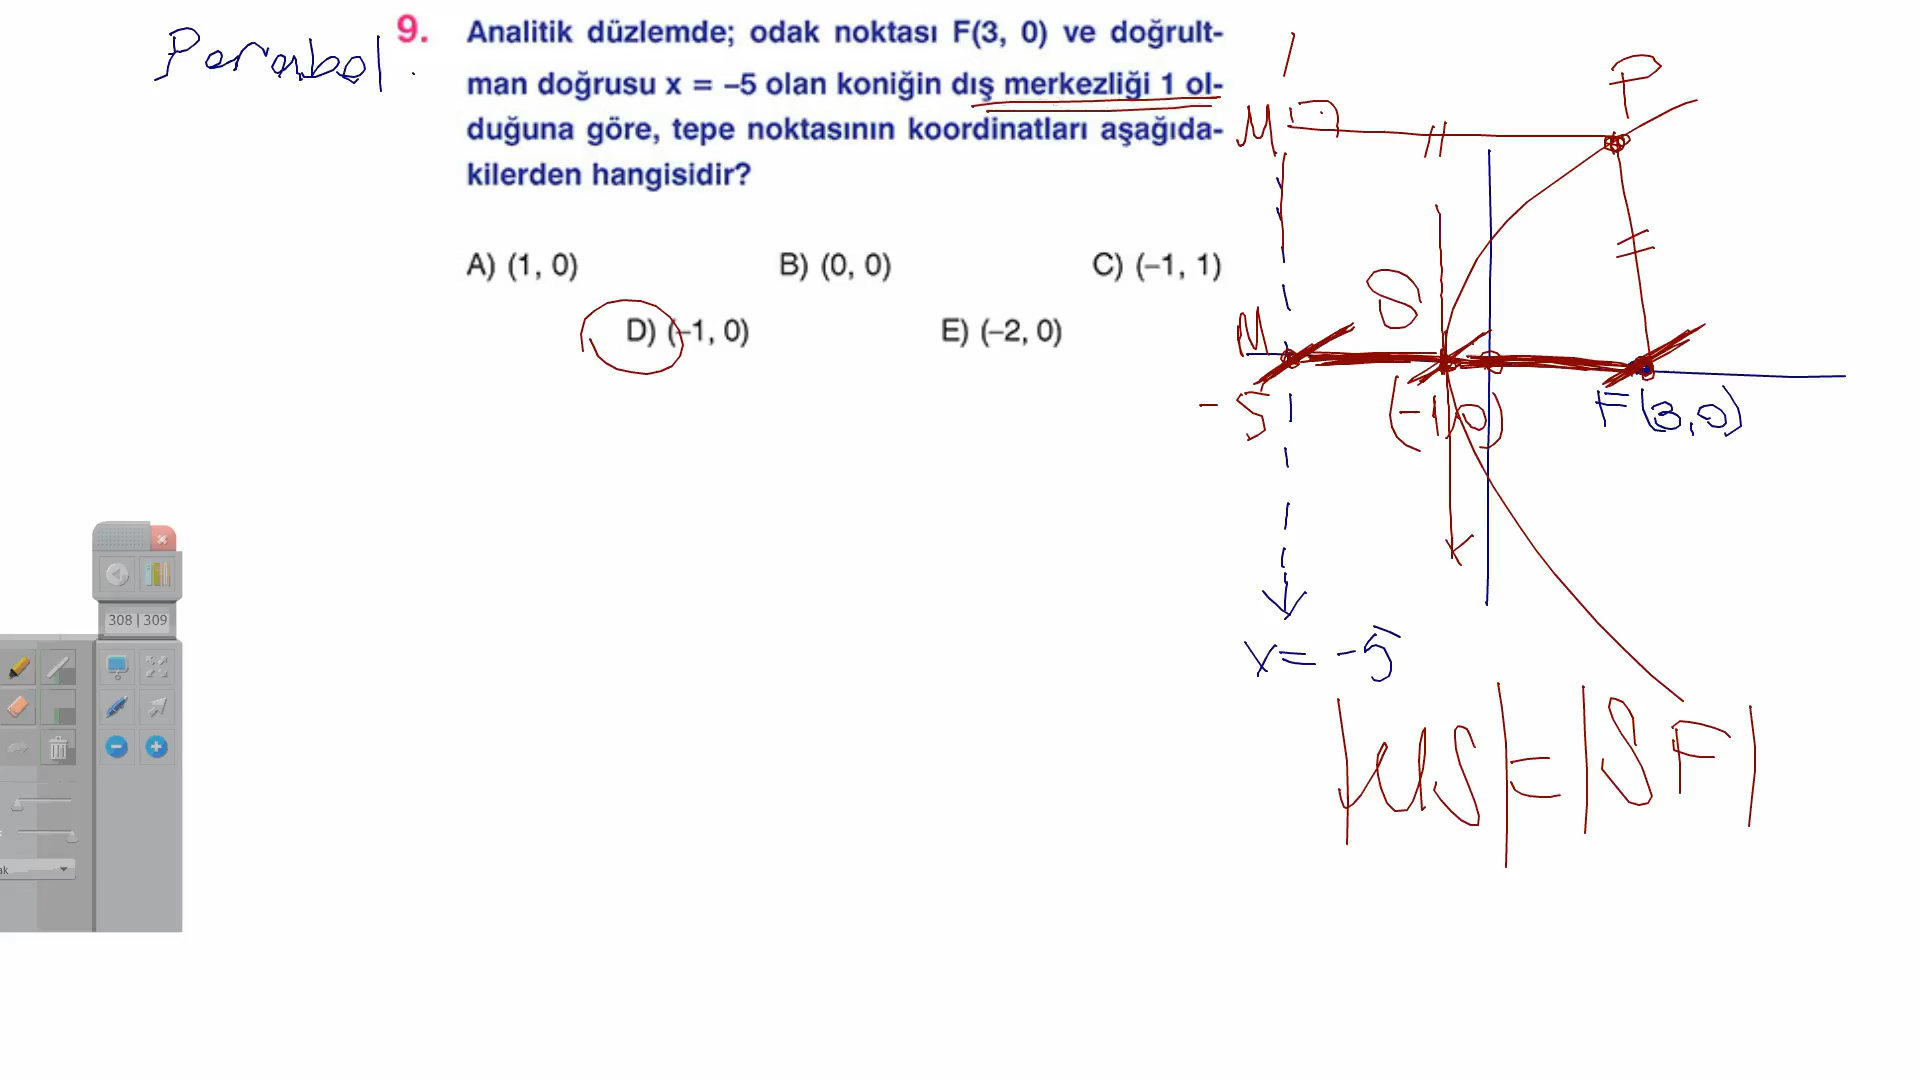 Parabol.
9. Analitik düzlemde; odak noktası F(3, 0) ve doğrult-
man doğrusu x = –5 olan koniğin dış merkezliği 1 ol-
duğuna göre, tepe noktasının koordinatları aşağıda-
kilerden hangisidir?
A) (1, 0) B) (0, 0) C) (–1, 1)
D) (–1, 0) E) (–2, 0)
P
M
S
M
-5 (-1,0) F(3,0)
x = -5
|MS| = |SF|
308 | 309
ak